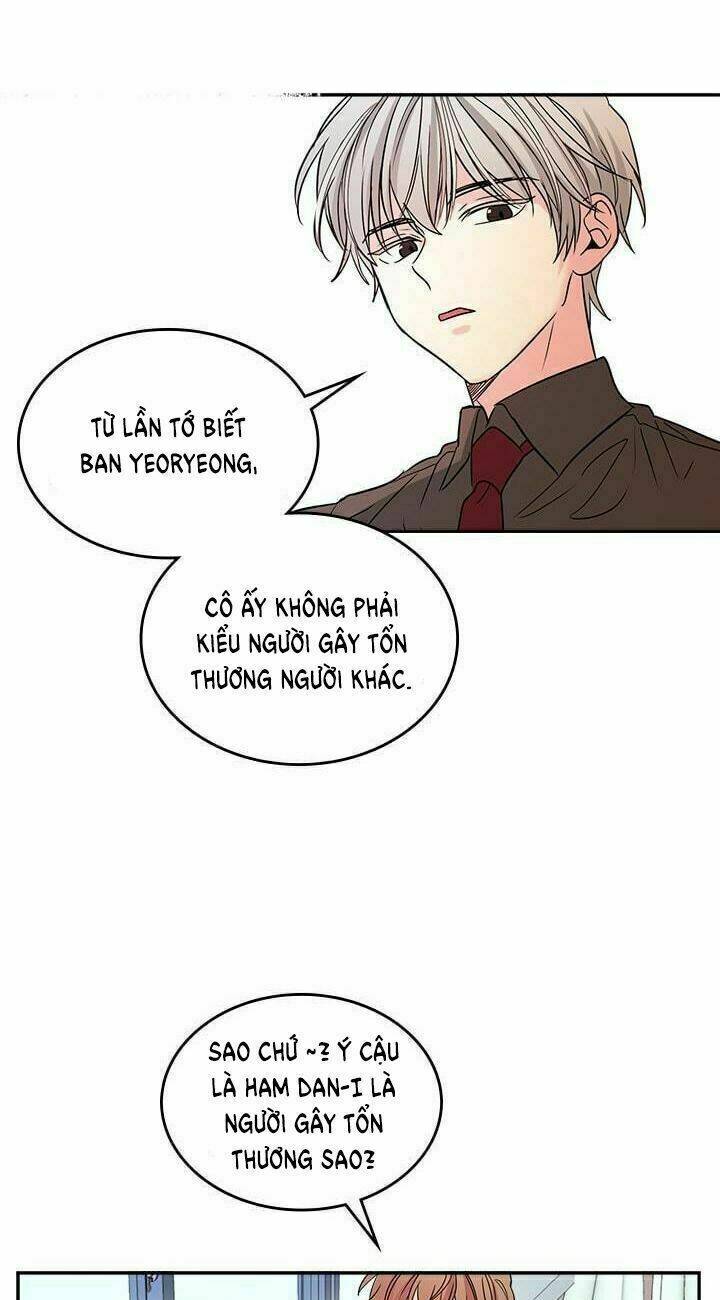 TỪ LẦN TỚ BIẾT
BAN YEORYEONG,
CÔ ẤY KHÔNG PHẢI
KIỂU NGƯỜI GÂY TỔN
THƯƠNG NGƯỜI KHÁC.
SAO CHỨ ~? Ý CẬU
LÀ HAM DAN-I LÀ
NGƯỜI GÂY TỔN
THƯƠNG SAO?